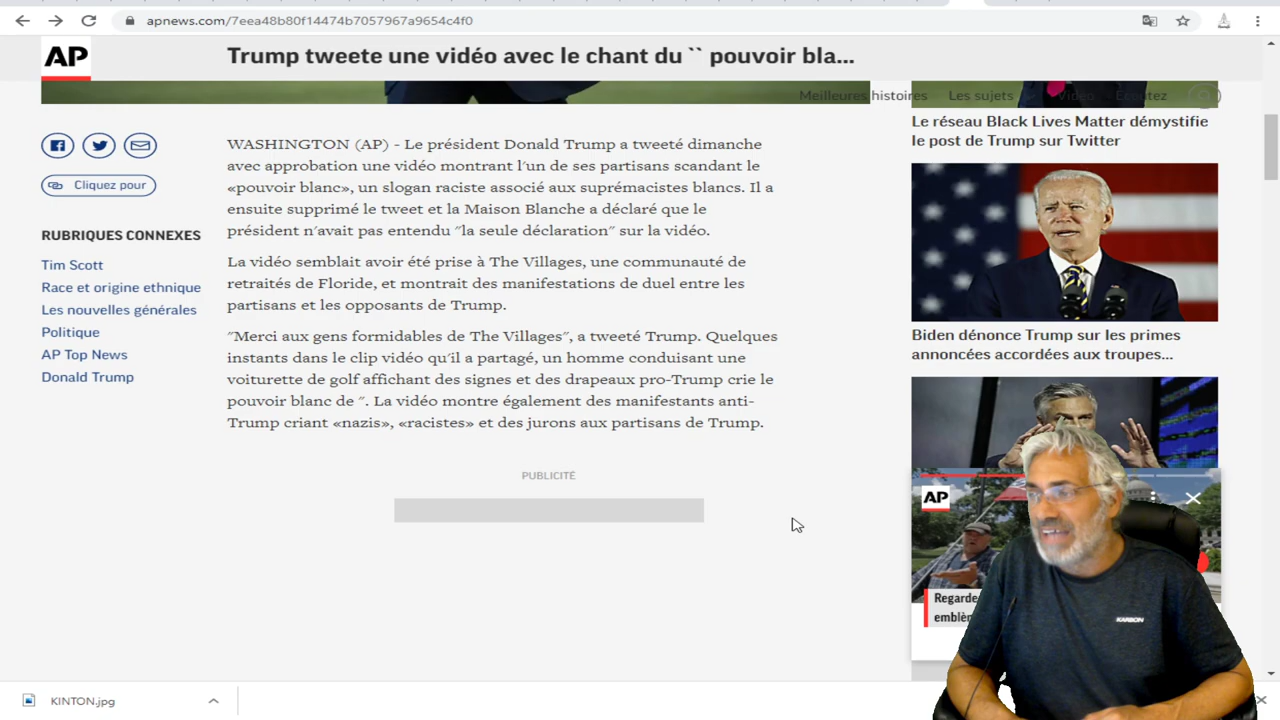 apnews.com/7eea48b80f14474b7057967a9654c4f0
AP
Trump tweete une vidéo avec le chant du `` pouvoir bla...
Meilleures histoires
Les sujets
Vidéo
Écoutez
Cliquez pour
RUBRIQUES CONNEXES
Tim Scott
Race et origine ethnique
Les nouvelles générales
Politique
AP Top News
Donald Trump
WASHINGTON (AP) - Le président Donald Trump a tweeté dimanche
avec approbation une vidéo montrant l'un de ses partisans scandant le
«pouvoir blanc», un slogan raciste associé aux suprémacistes blancs. Il a
ensuite supprimé le tweet et la Maison Blanche a déclaré que le
président n'avait pas entendu "la seule déclaration" sur la vidéo.
La vidéo semblait avoir été prise à The Villages, une communauté de
retraités de Floride, et montrait des manifestations de duel entre les
partisans et les opposants de Trump.
"Merci aux gens formidables de The Villages", a tweeté Trump. Quelques
instants dans le clip vidéo qu'il a partagé, un homme conduisant une
voiturette de golf affichant des signes et des drapeaux pro-Trump crie le
pouvoir blanc de ". La vidéo montre également des manifestants anti-
Trump criant «nazis», «racistes» et des jurons aux partisans de Trump.
PUBLICITÉ
Le réseau Black Lives Matter démystifie
le post de Trump sur Twitter
Biden dénonce Trump sur les primes
annoncées accordées aux troupes...
AP
Regarde
emblèm
KARBON
KINTON.jpg